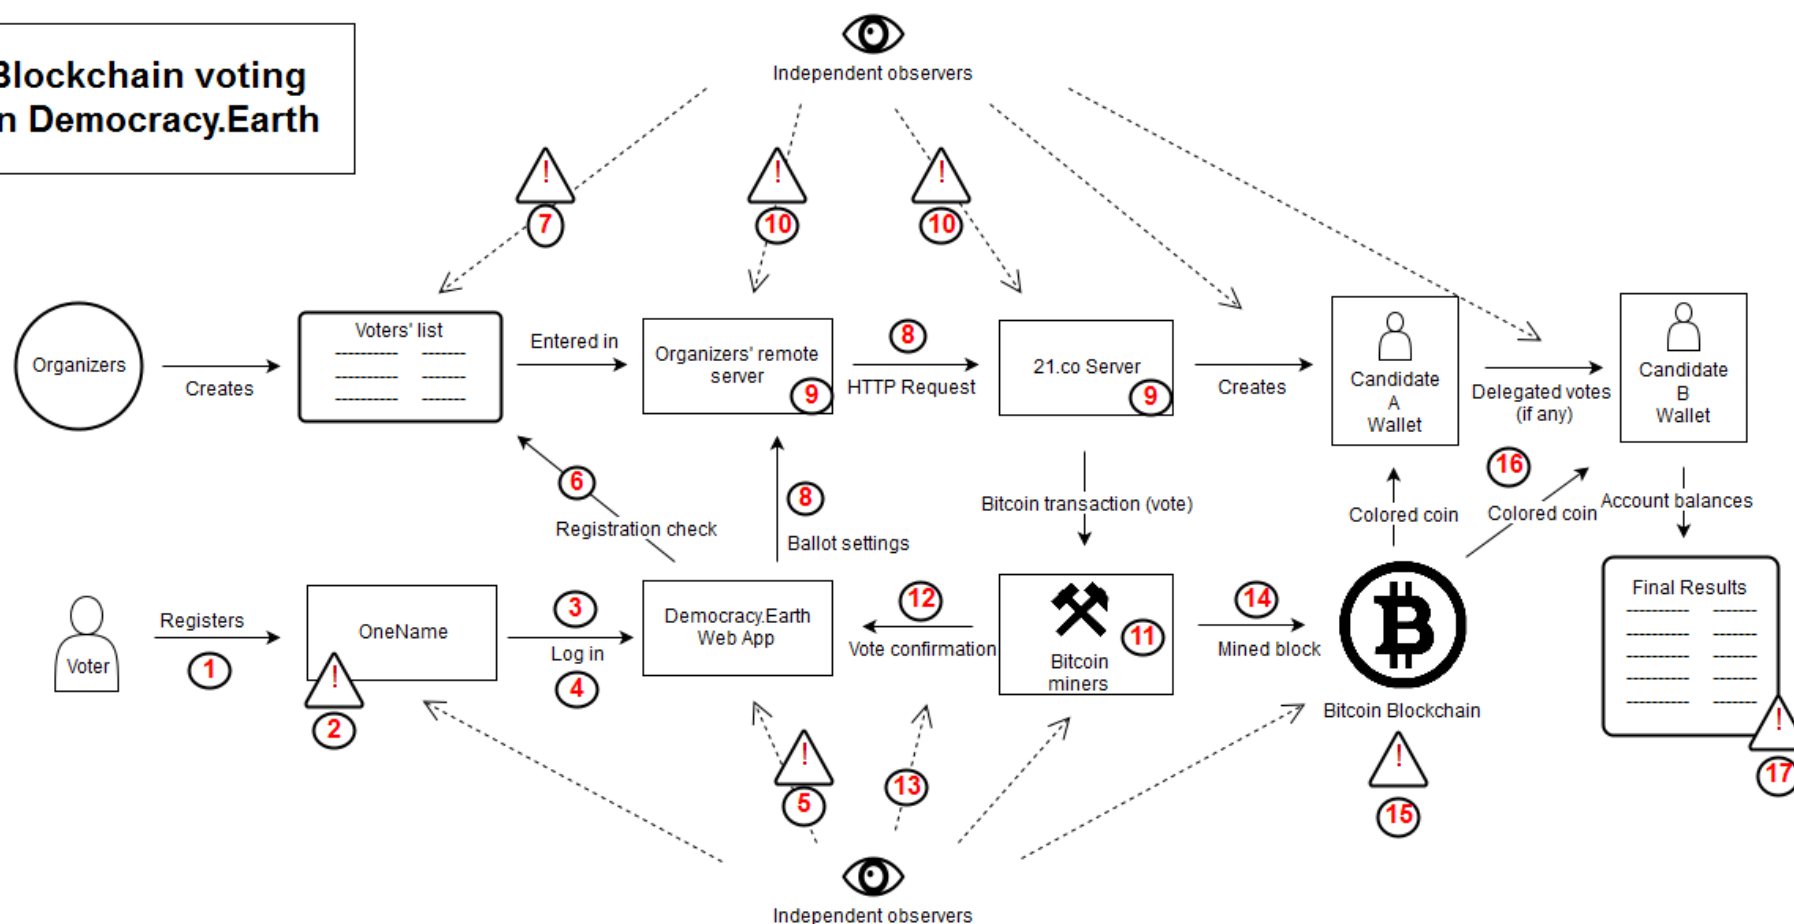 Blockchain voting
n Democracy.Earth
Independent observers
!
7
!
10
!
10
Organizers
Creates
Voters' list
Entered in
Organizers' remote
server
9
8
HTTP Request
21.co Server
9
Creates
Candidate
A
Wallet
Delegated votes
(if any)
Candidate
B
Wallet
6
Registration check
8
Ballot settings
Bitcoin transaction (vote)
16
Colored coin
Colored coin
Account balances
Voter
Registers
1
OneName
!
2
3
Log in
4
Democracy.Earth
Web App
12
Vote confirmation
11
Bitcoin
miners
14
Mined block
Bitcoin Blockchain
!
15
Final Results
!
17
!
5
13
Independent observers